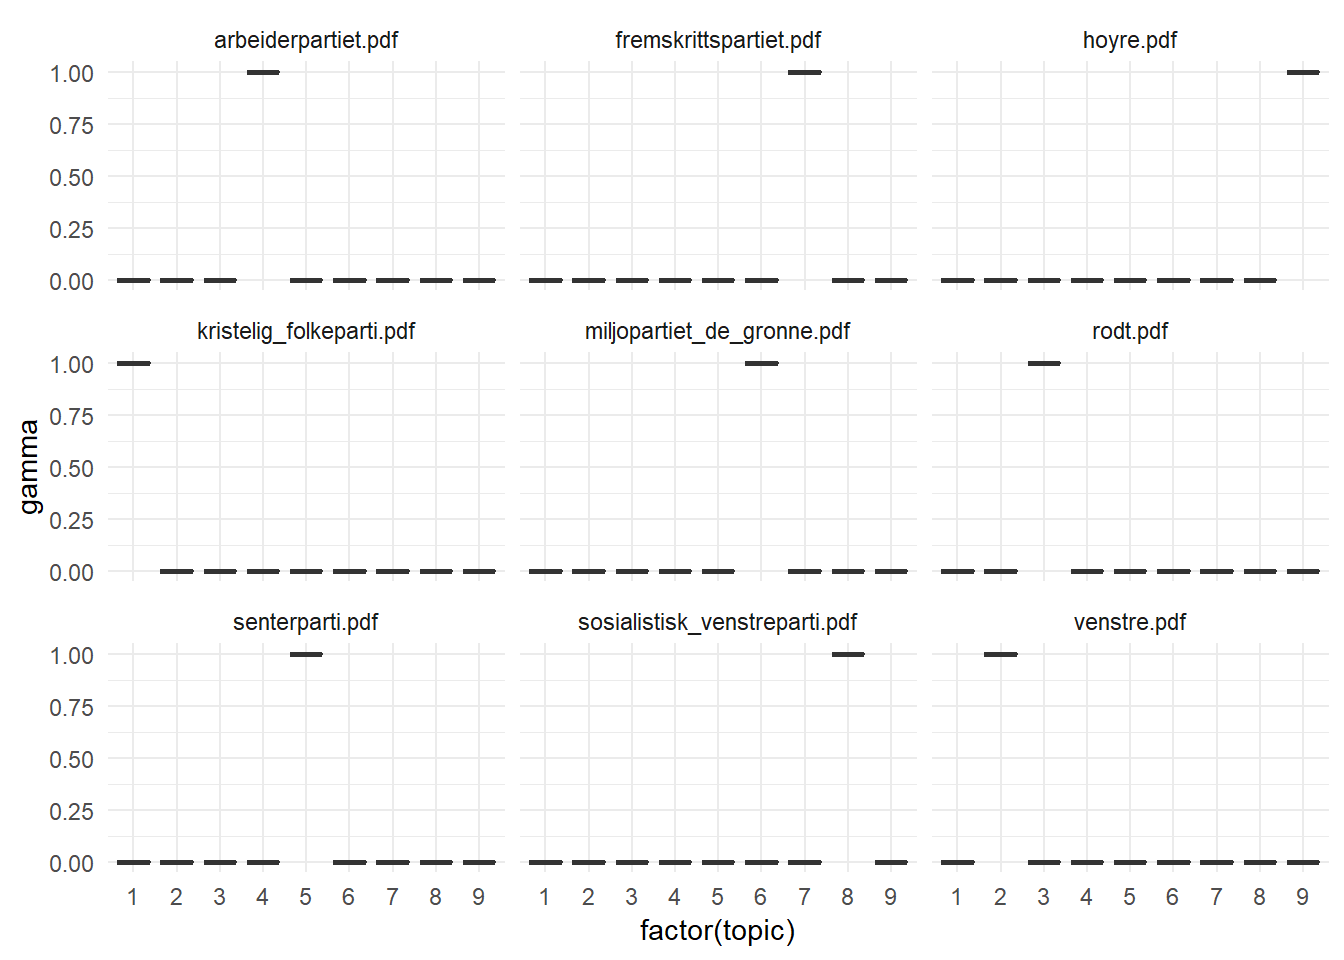 arbeiderpartiet.pdf fremskrittspartiet.pdf hoyre.pdf
1.00
0.75
0.50
0.25
0.00
kristelig_folkeparti.pdf miljopartiet_de_gronne.pdf rodt.pdf
1.00
0.75
0.50
0.25
0.00
gamma
senterparti.pdf sosialistisk_venstreparti.pdf venstre.pdf
1.00
0.75
0.50
0.25
0.00
1 2 3 4 5 6 7 8 9 1 2 3 4 5 6 7 8 9 1 2 3 4 5 6 7 8 9
factor(topic)